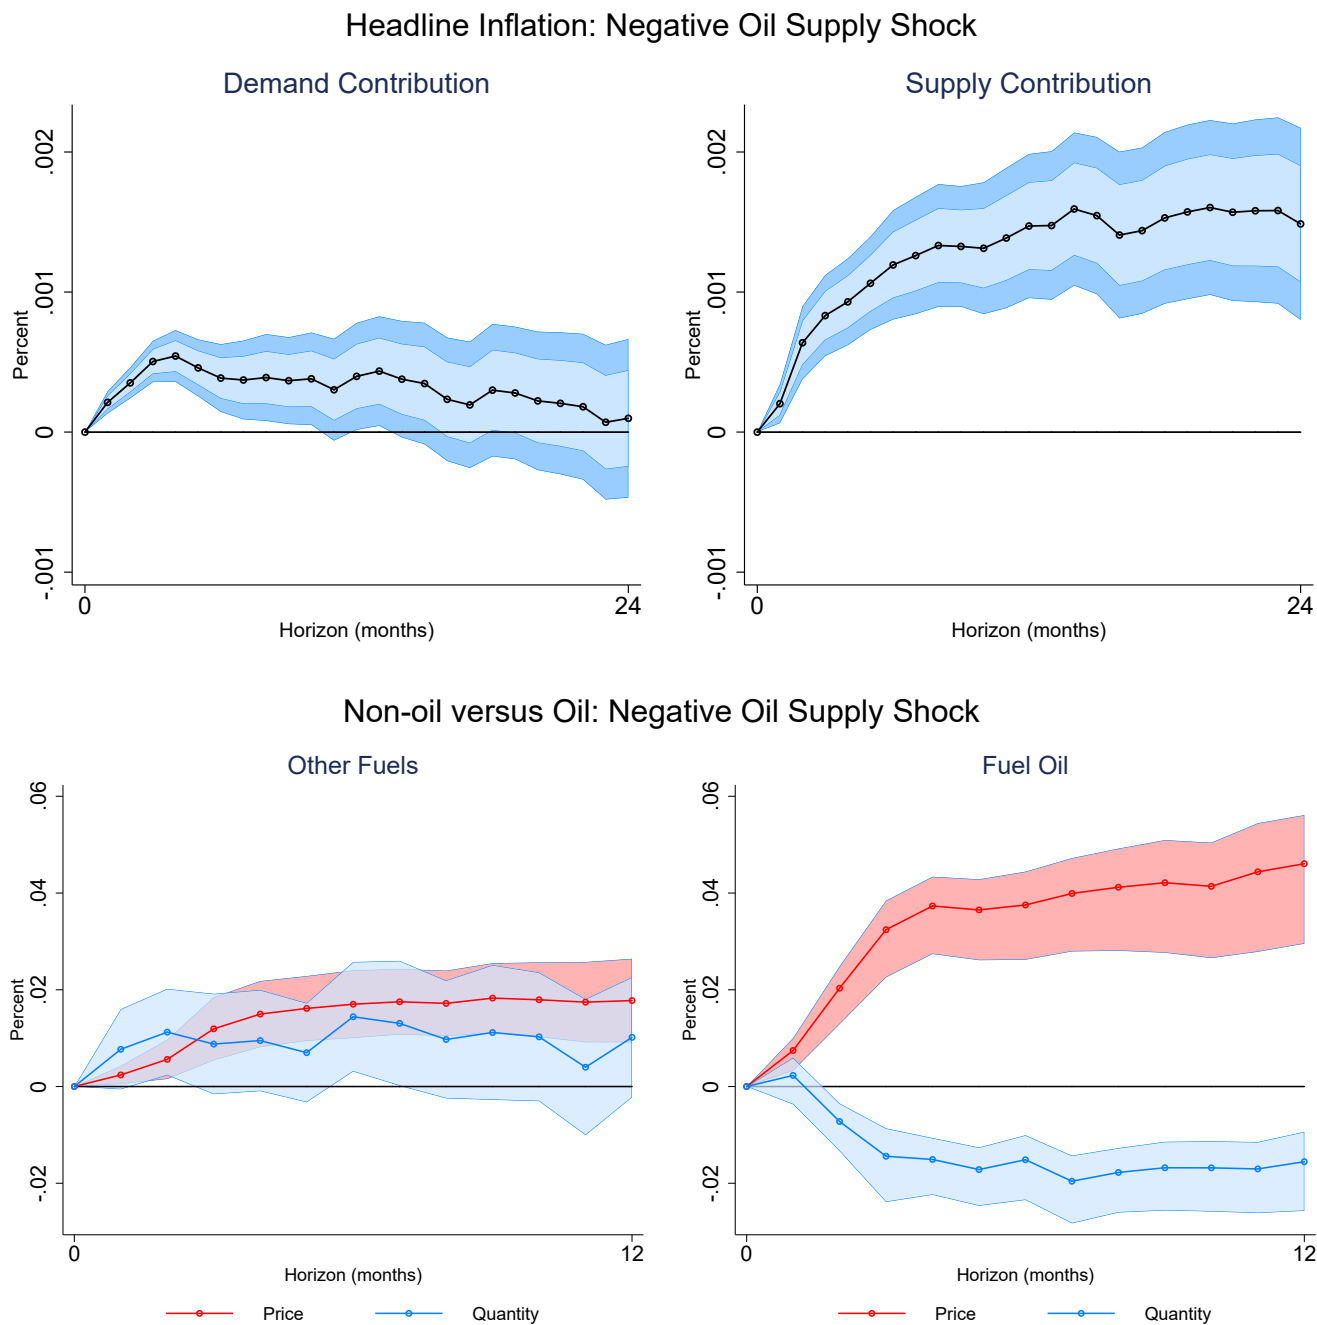 Headline Inflation: Negative Oil Supply Shock
Demand Contribution
Supply Contribution
Percent
.002
.001
0
-.001
0
24
Horizon (months)
Percent
.002
.001
0
-.001
0
24
Horizon (months)
Non-oil versus Oil: Negative Oil Supply Shock
Other Fuels
Fuel Oil
Percent
.06
.04
.02
0
-.02
0
12
Horizon (months)
Price
Quantity
Percent
.06
.04
.02
0
-.02
0
12
Horizon (months)
Price
Quantity